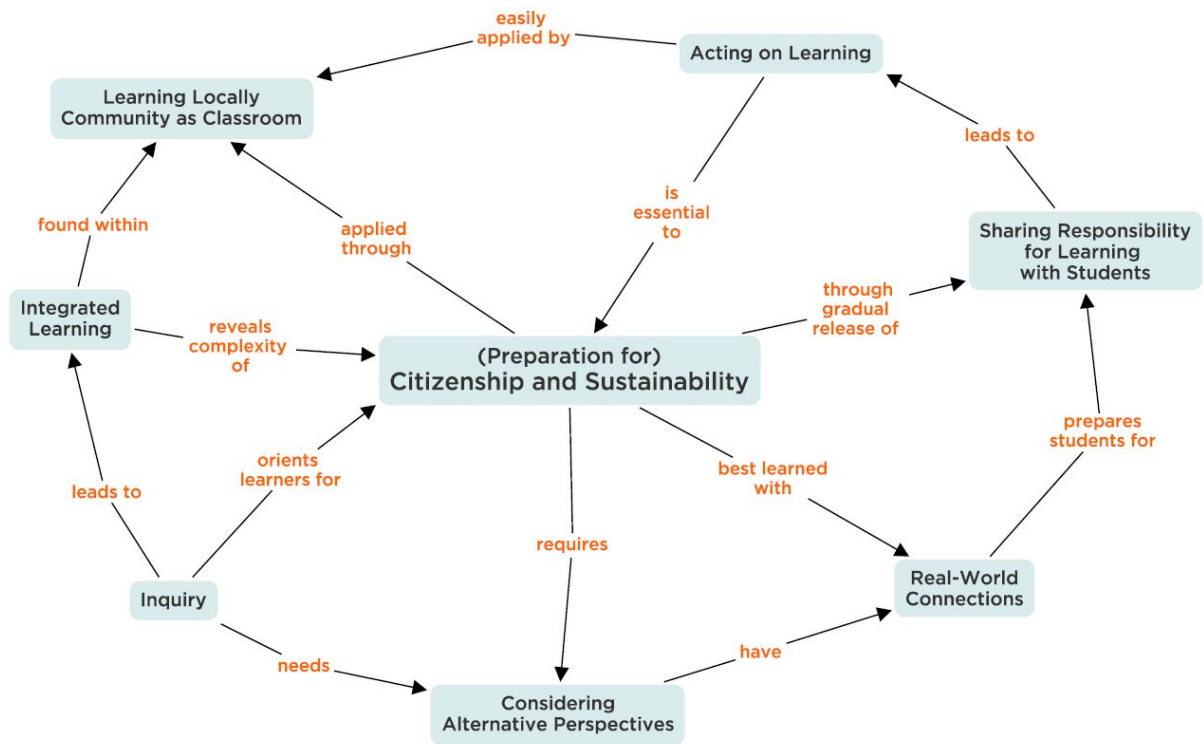 easily
applied by
Acting on Learning
Learning Locally
Community as Classroom
leads to
is
essential
to
found within
applied
through
Sharing Responsibility
for Learning
with Students
through
gradual
release of
Integrated
Learning
reveals
complexity
of
(Preparation for)
Citizenship and Sustainability
prepares
students for
orients
learners for
best learned
with
leads to
requires
Inquiry
Real-World
Connections
needs
have
Considering
Alternative Perspectives